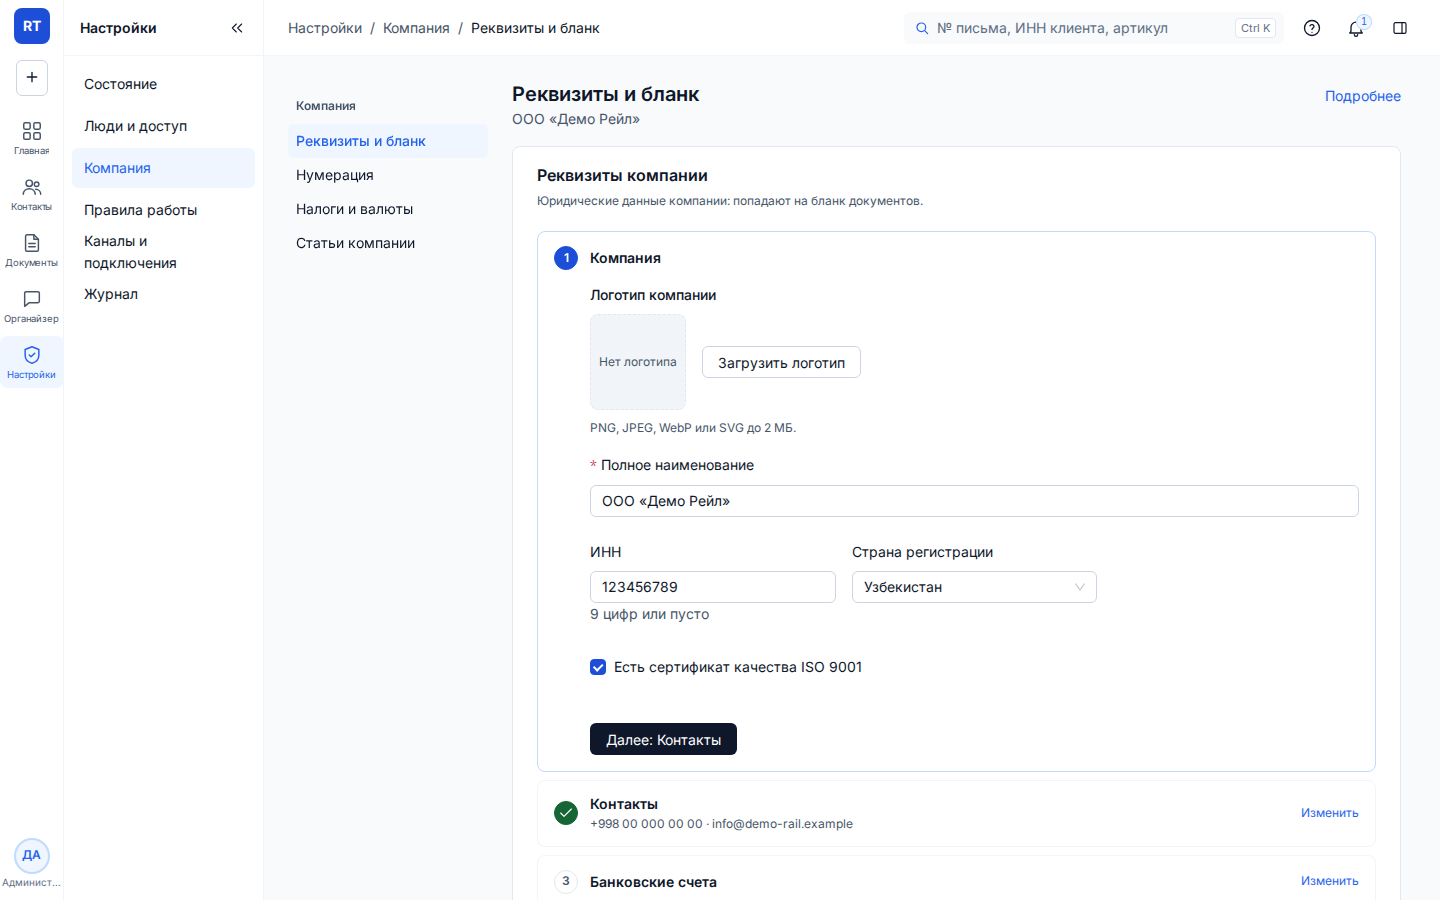 RT
Настройки
Настройки / Компания / Реквизиты и бланк
№ письма, ИНН клиента, артикул
Ctrl K
1
Главная
Контакты
Документы
Органайзер
Настройки
ДА
Админист...
Состояние
Люди и доступ
Компания
Правила работы
Каналы и
подключения
Журнал
Компания
Реквизиты и бланк
Нумерация
Налоги и валюты
Статьи компании
Реквизиты и бланк
ООО «Демо Рейл»
Подробнее
Реквизиты компании
Юридические данные компании: попадают на бланк документов.
1 Компания
Логотип компании
Нет логотипа
Загрузить логотип
PNG, JPEG, WebP или SVG до 2 МБ.
* Полное наименование
ООО «Демо Рейл»
ИНН
Страна регистрации
123456789
Узбекистан
9 цифр или пусто
Есть сертификат качества ISO 9001
Далее: Контакты
Контакты
+998 00 000 00 00 · info@demo-rail.example
Изменить
3 Банковские счета
Изменить